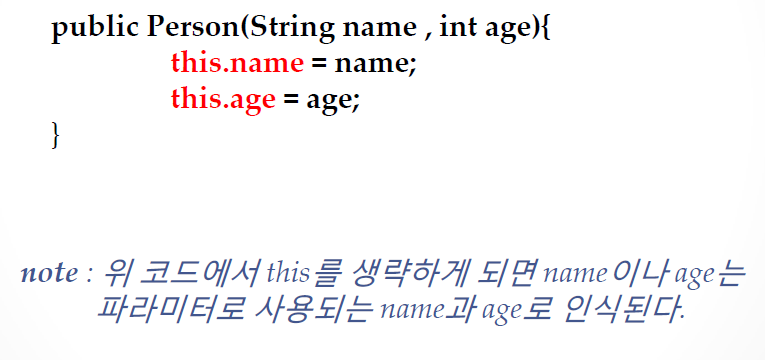 public Person(String name , int age){
this.name = name;
this.age = age;
}
note : 위 코드에서 this를 생략하게 되면 name이나 age는
파라미터로 사용되는 name과 age로 인식된다.